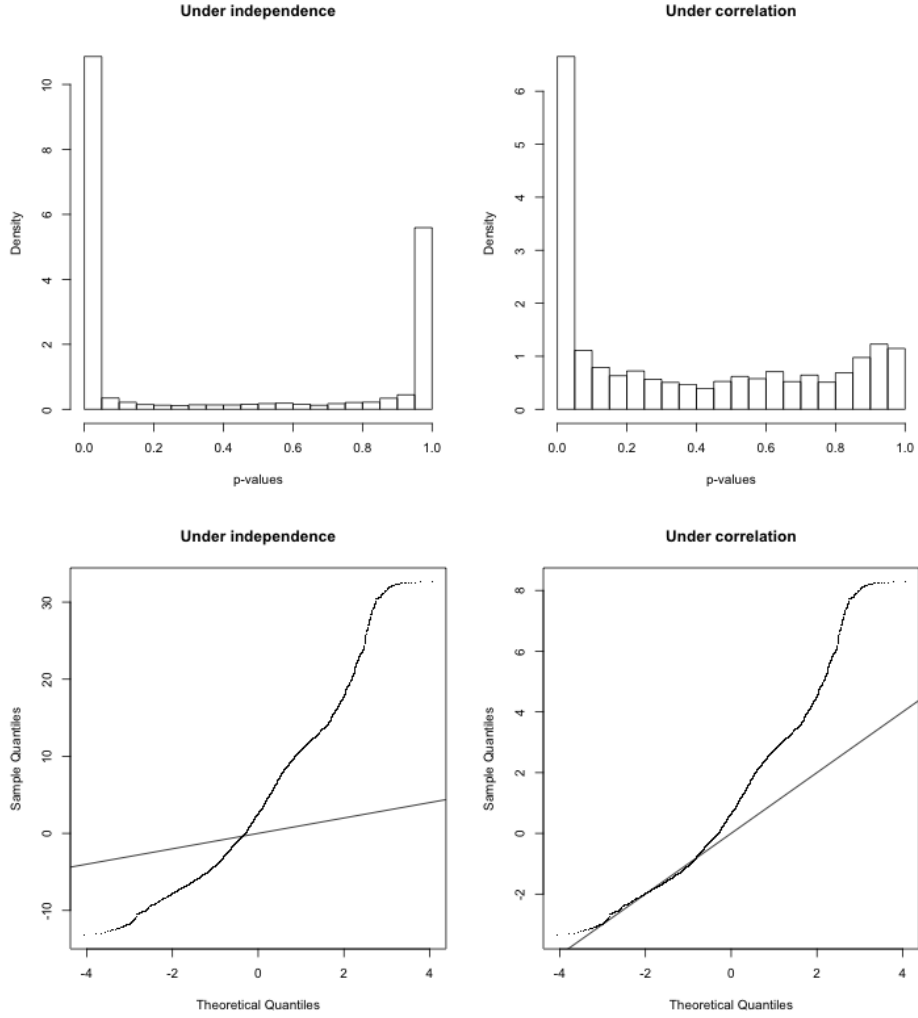 Under independence
Density
0
2
4
6
8
10
0.0 0.2 0.4 0.6 0.8 1.0
p-values
Under correlation
Density
0
1
2
3
4
5
6
0.0 0.2 0.4 0.6 0.8 1.0
p-values
Under independence
Sample Quantiles
-10
0
10
20
30
-4 -2 0 2 4
Theoretical Quantiles
Under correlation
Sample Quantiles
-2
0
2
4
6
8
-4 -2 0 2 4
Theoretical Quantiles